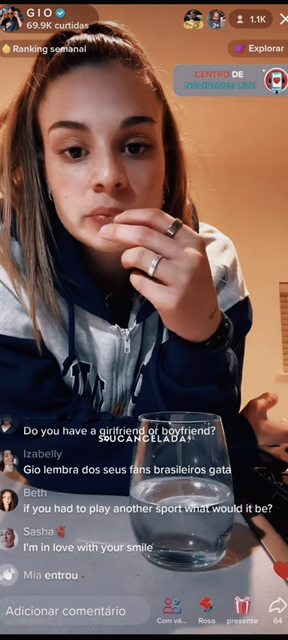 GIO
69.9K curtidas
1.1K
Ranking semanal
Explorar
CENTRO DE
NOVIDADES LIVE
Do you have a girlfriend or boyfriend?
SOUCANCELADA
Izabelly
Gio lembra dos seus fans brasileiros gata
Beth
if you had to play another sport what would it be?
Sasha
I'm in love with your smile
Mia entrou
Adicionar comentário
Com vá...
Rosa
presente
64